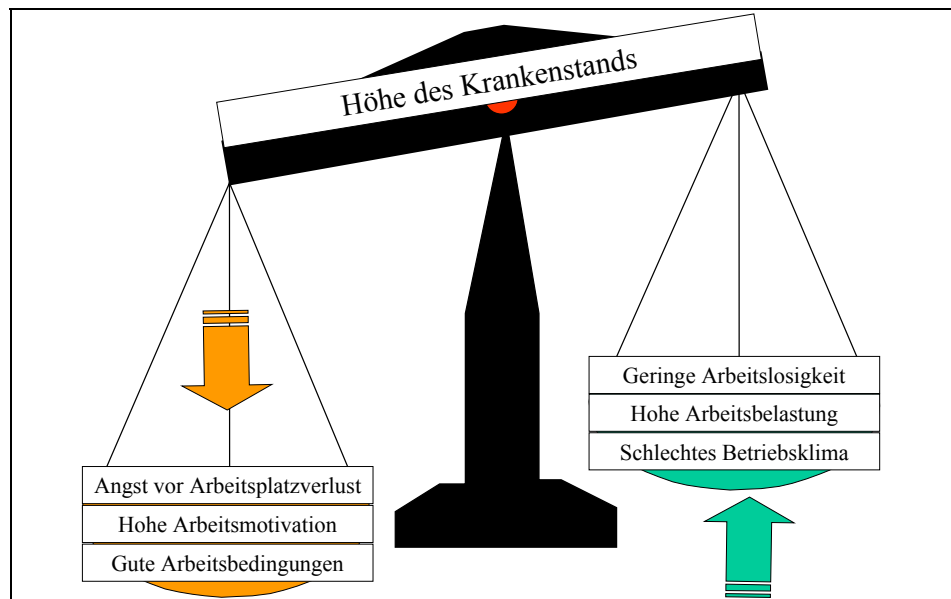 Höhe des Krankenstands
Geringe Arbeitslosigkeit
Hohe Arbeitsbelastung
Schlechtes Betriebsklima
Angst vor Arbeitsplatzverlust
Hohe Arbeitsmotivation
Gute Arbeitsbedingungen